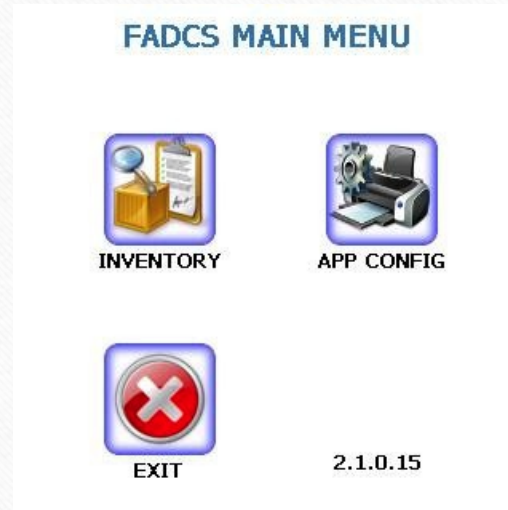 FADCS MAIN MENU
INVENTORY
APP CONFIG
EXIT
2.1.0.15